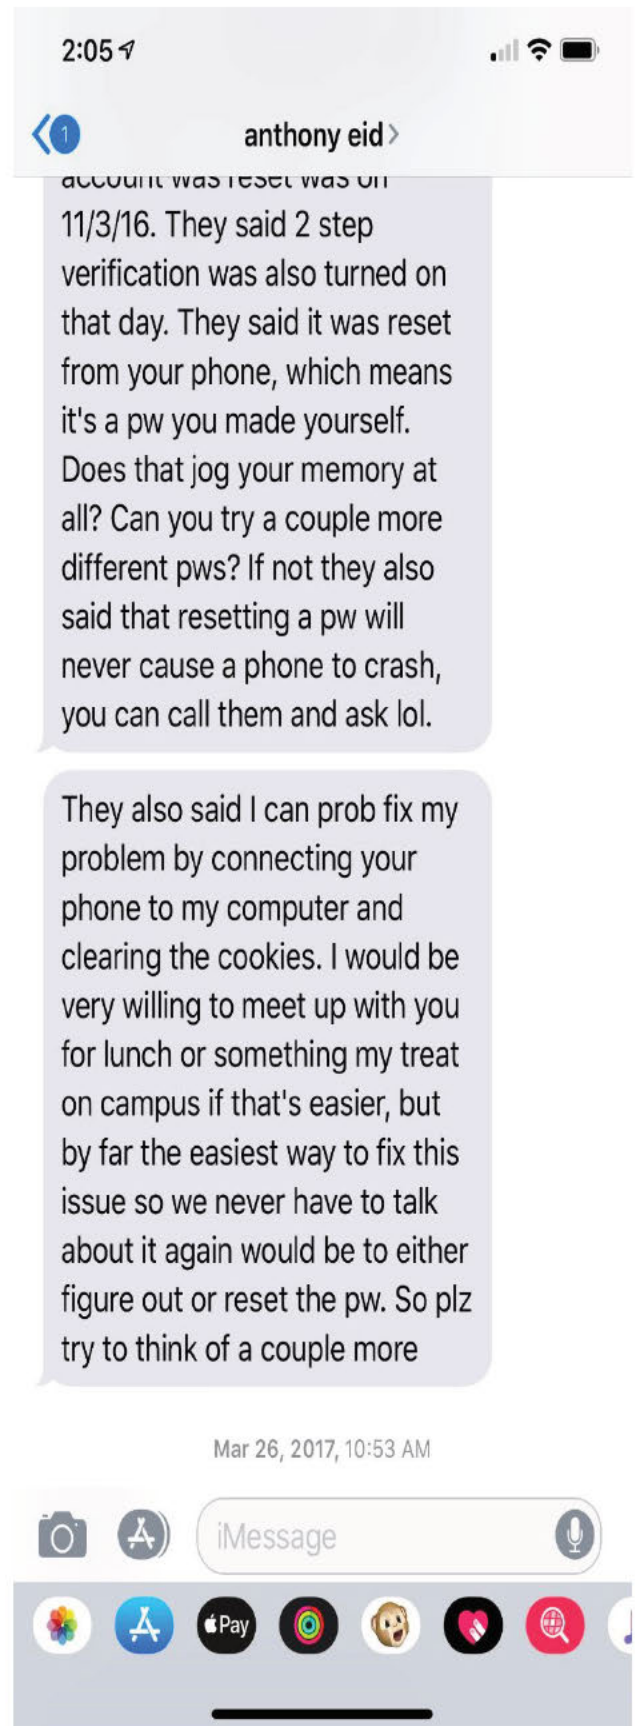 2:05
1
anthony eid
account was reset was on
11/3/16. They said 2 step
verification was also turned on
that day. They said it was reset
from your phone, which means
it's a pw you made yourself.
Does that jog your memory at
all? Can you try a couple more
different pws? If not they also
said that resetting a pw will
never cause a phone to crash,
you can call them and ask lol.
They also said I can prob fix my
problem by connecting your
phone to my computer and
clearing the cookies. I would be
very willing to meet up with you
for lunch or something my treat
on campus if that's easier, but
by far the easiest way to fix this
issue so we never have to talk
about it again would be to either
figure out or reset the pw. So plz
try to think of a couple more
Mar 26, 2017, 10:53 AM
iMessage
Pay